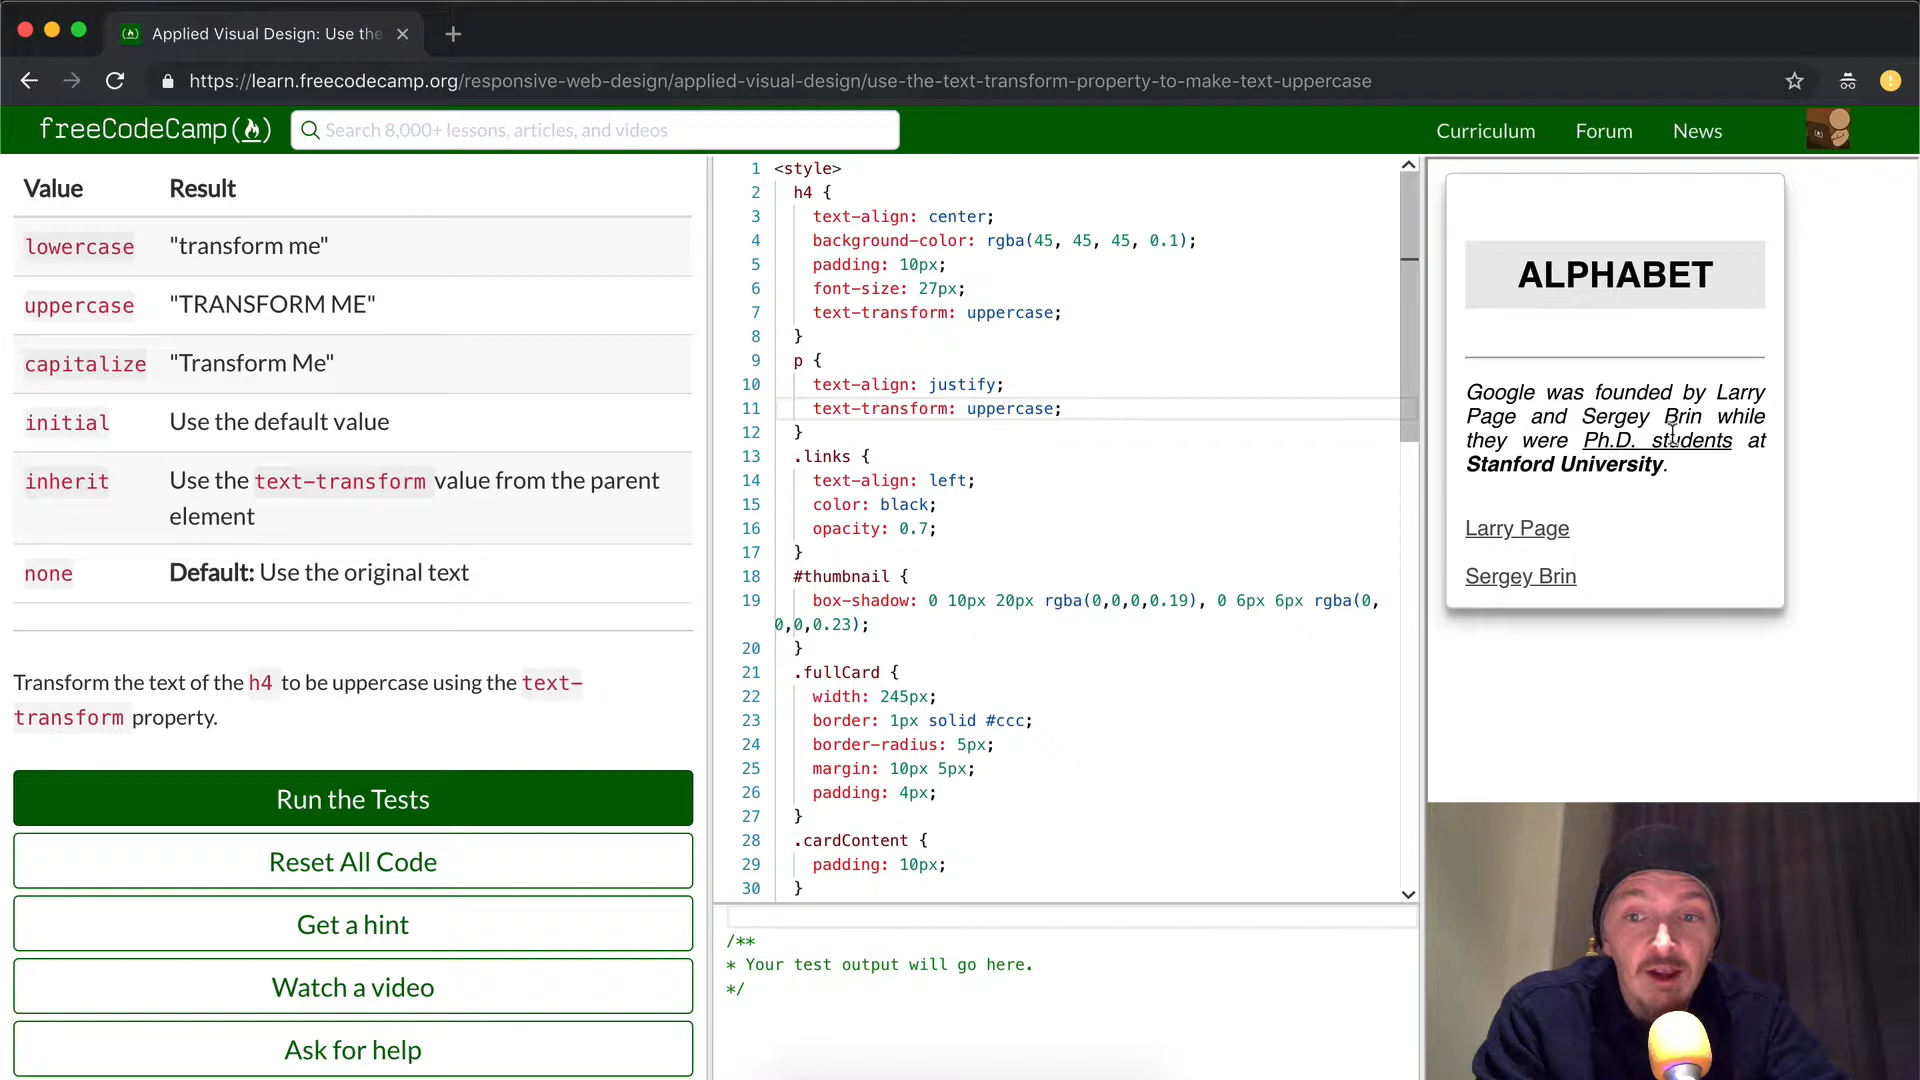 Applied Visual Design: Use the
https://learn.freecodecamp.org/responsive-web-design/applied-visual-design/use-the-text-transform-property-to-make-text-uppercase
freeCodeCamp
Search 8,000+ lessons, articles, and videos
Curriculum Forum News
Value Result
lowercase "transform me"
uppercase "TRANSFORM ME"
capitalize "Transform Me"
initial Use the default value
inherit Use the text-transform value from the parent
element
none Default: Use the original text
Transform the text of the h4 to be uppercase using the text-
transform property.
Run the Tests
Reset All Code
Get a hint
Watch a video
Ask for help
1 <style>
2 h4 {
3 text-align: center;
4 background-color: rgba(45, 45, 45, 0.1);
5 padding: 10px;
6 font-size: 27px;
7 text-transform: uppercase;
8 }
9 p {
10 text-align: justify;
11 text-transform: uppercase;
12 }
13 .links {
14 text-align: left;
15 color: black;
16 opacity: 0.7;
17 }
18 #thumbnail {
19 box-shadow: 0 10px 20px rgba(0,0,0,0.19), 0 6px 6px rgba(0,
0,0,0.23);
20 }
21 .fullCard {
22 width: 245px;
23 border: 1px solid #ccc;
24 border-radius: 5px;
25 margin: 10px 5px;
26 padding: 4px;
27 }
28 .cardContent {
29 padding: 10px;
30 }
/**
* Your test output will go here.
*/
ALPHABET
Google was founded by Larry
Page and Sergey Brin while
they were Ph.D. students at
Stanford University.
Larry Page
Sergey Brin